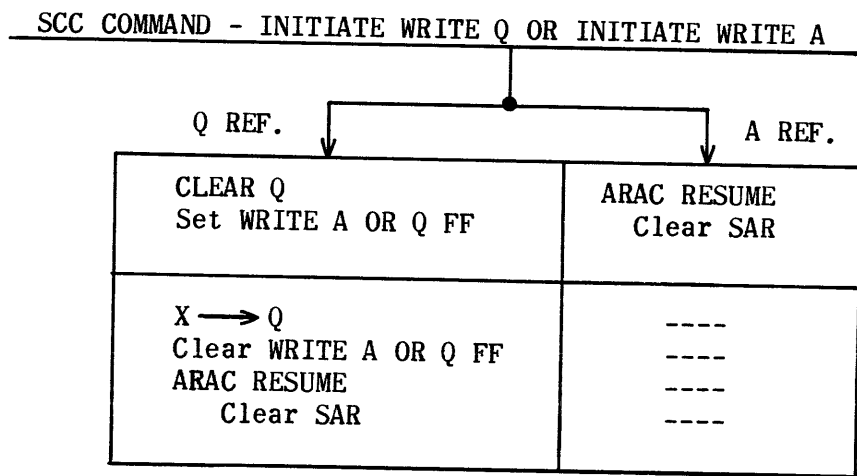 SCC COMMAND - INITIATE WRITE Q OR INITIATE WRITE A
Q REF.
A REF.
CLEAR Q
Set WRITE A OR Q FF
ARAC RESUME
Clear SAR
X → Q
Clear WRITE A OR Q FF
ARAC RESUME
Clear SAR
----
----
----
----